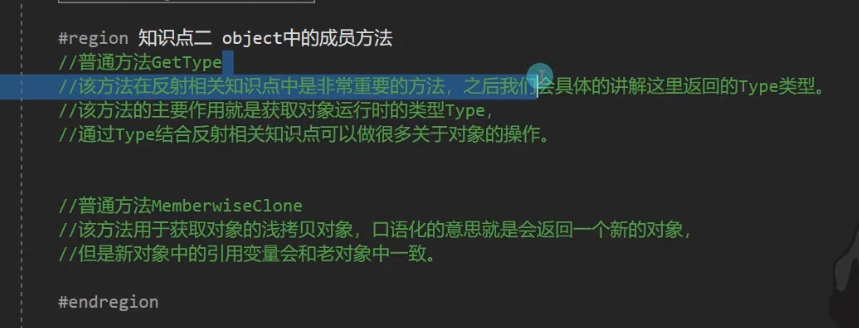 #region 知识点二 object中的成员方法
//普通方法GetType
//该方法在反射相关知识点中是非常重要的方法，之后我们会具体的讲解这里返回的Type类型。
//该方法的主要作用就是获取对象运行时的类型Type，
//通过Type结合反射相关知识点可以做很多关于对象的操作。
//普通方法MemberwiseClone
//该方法用于获取对象的浅拷贝对象，口语化的意思就是会返回一个新的对象，
//但是新对象中的引用变量会和老对象中一致。
#endregion